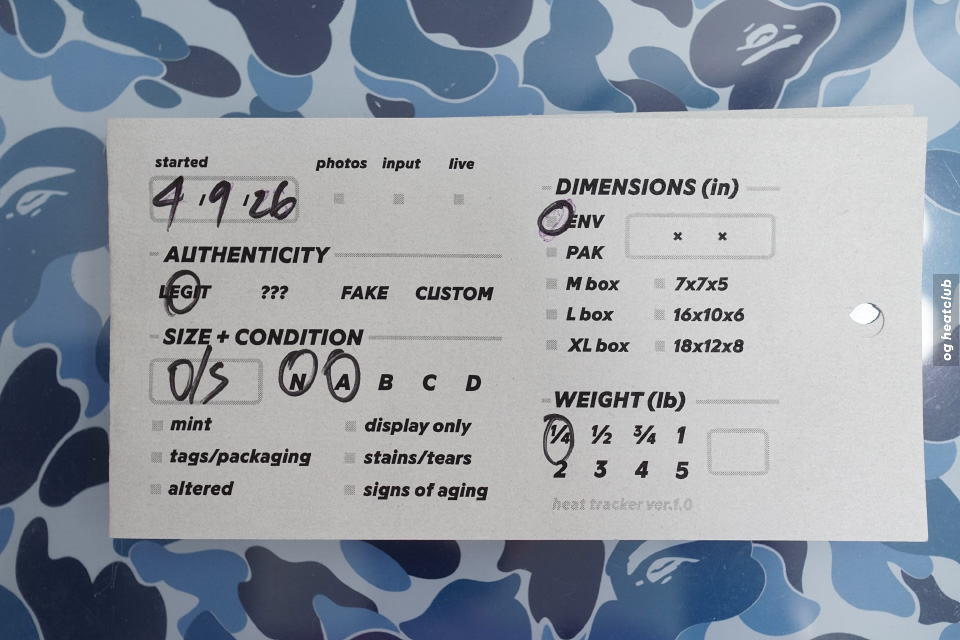 started photos input live
4 '9 '26
AUTHENTICITY
LEGIT ??? FAKE CUSTOM
SIZE + CONDITION
O/S N A B C D
mint display only
tags/packaging stains/tears
altered signs of aging
DIMENSIONS (in)
ENV x x
PAK
M box 7x7x5
L box 16x10x6
XL box 18x12x8
WEIGHT (lb)
¼ ½ ¾ 1
2 3 4 5
heat tracker ver.1.0
og heatclub